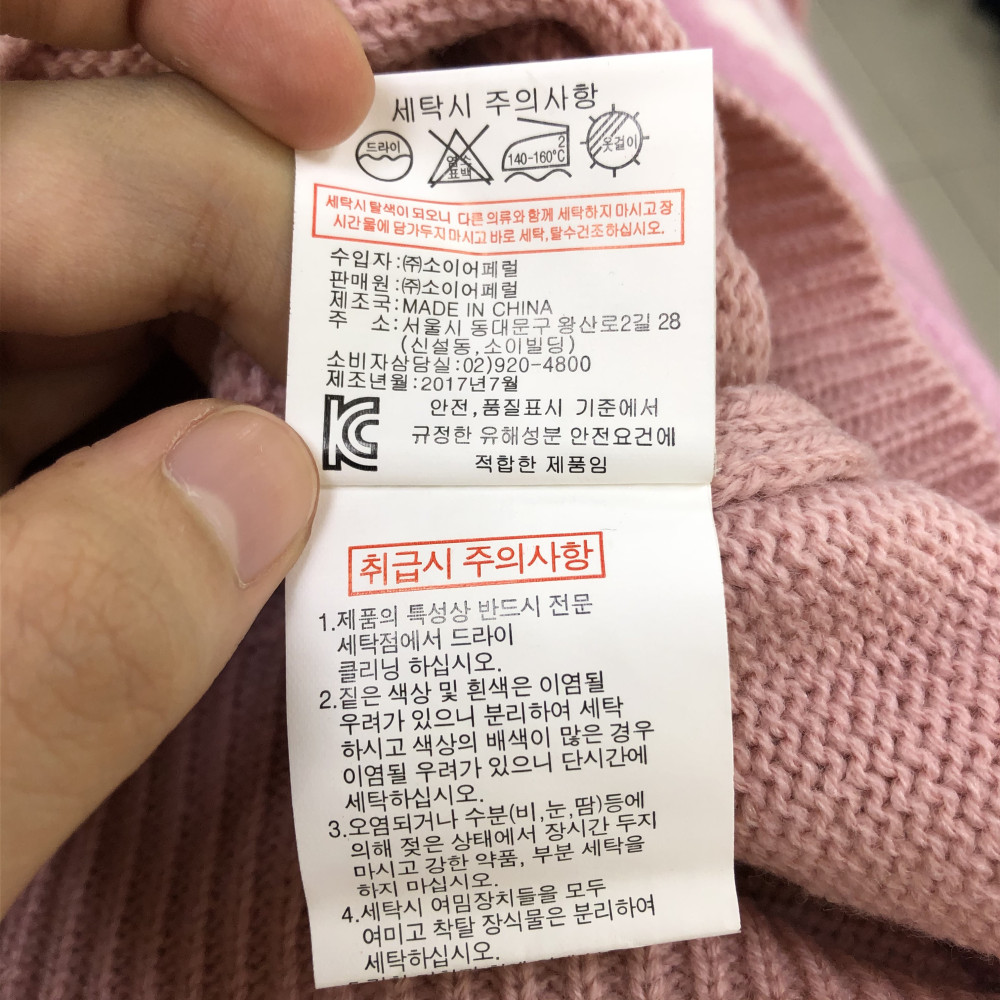 세탁시 주의사항
드라이
염소
표백
2
140-160°C
옷걸이
세탁시 탈색이 되오니 다른 의류와 함께 세탁하지 마시고 장
시간 물에 담가두지 마시고 바로 세탁,탈수건조하십시오.
수입자:㈜소이어페럴
판매원:㈜소이어페럴
제조국:MADE IN CHINA
주 소:서울시 동대문구 왕산로2길 28
(신설동,소이빌딩)
소비자상담실:02)920-4800
제조년월:2017년7월
KC
안전,품질표시 기준에서
규정한 유해성분 안전요건에
적합한 제품임
취급시 주의사항
1.제품의 특성상 반드시 전문
세탁점에서 드라이
클리닝 하십시오.
2.짙은 색상 및 흰색은 이염될
우려가 있으니 분리하여 세탁
하시고 색상의 배색이 많은 경우
이염될 우려가 있으니 단시간에
세탁하십시오.
3.오염되거나 수분(비,눈,땀)등에
의해 젖은 상태에서 장시간 두지
마시고 강한 약품, 부분 세탁을
하지 마십시오.
4.세탁시 여밈장치들을 모두
여미고 착탈 장식물은 분리하여
세탁하십시오.